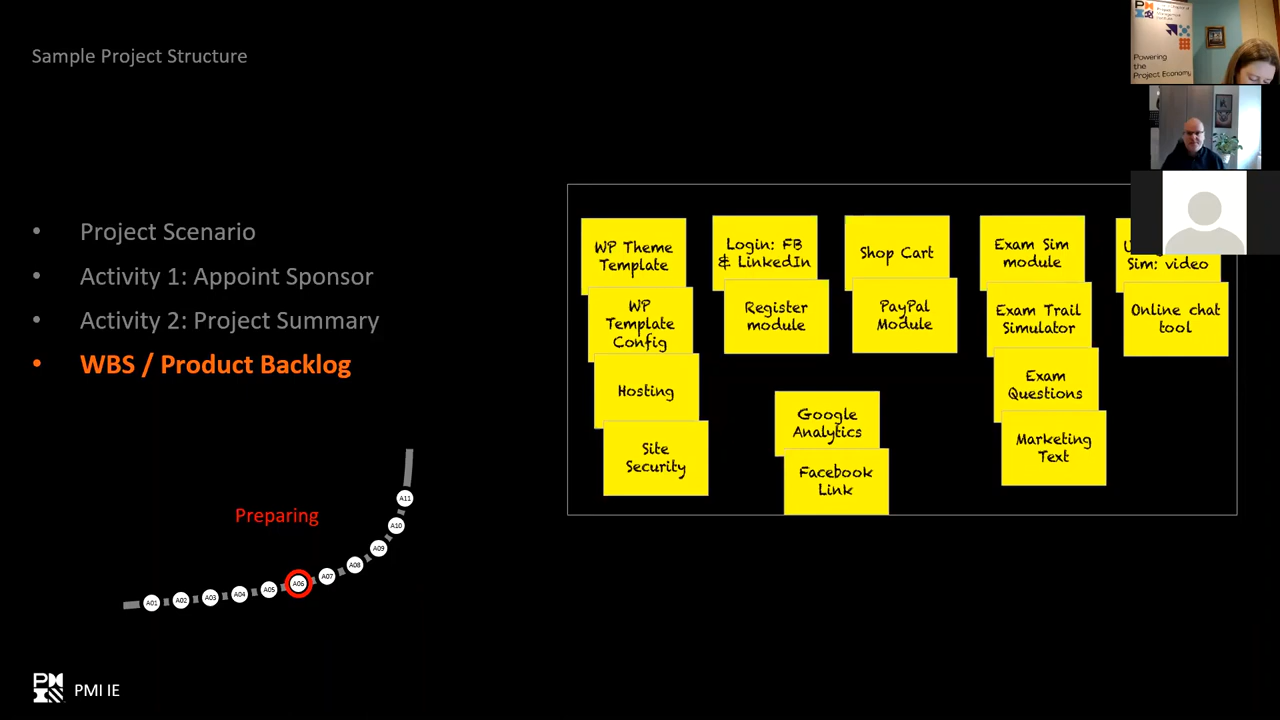 Sample Project Structure
Powering
the
Project Economy
• Project Scenario
• Activity 1: Appoint Sponsor
• Activity 2: Project Summary
• WBS / Product Backlog
WP Theme
Template
WP
Template
Config
Hosting
Site
Security
Login: FB
& LinkedIn
Register
module
Shop Cart
PayPal
Module
Google
Analytics
Facebook
Link
Exam Sim
module
Exam Trail
Simulator
Exam
Questions
Marketing
Text
Sim: video
Online chat
tool
Preparing
A01
A02
A03
A04
A05
A06
A07
A08
A09
A10
A11
PMI IE